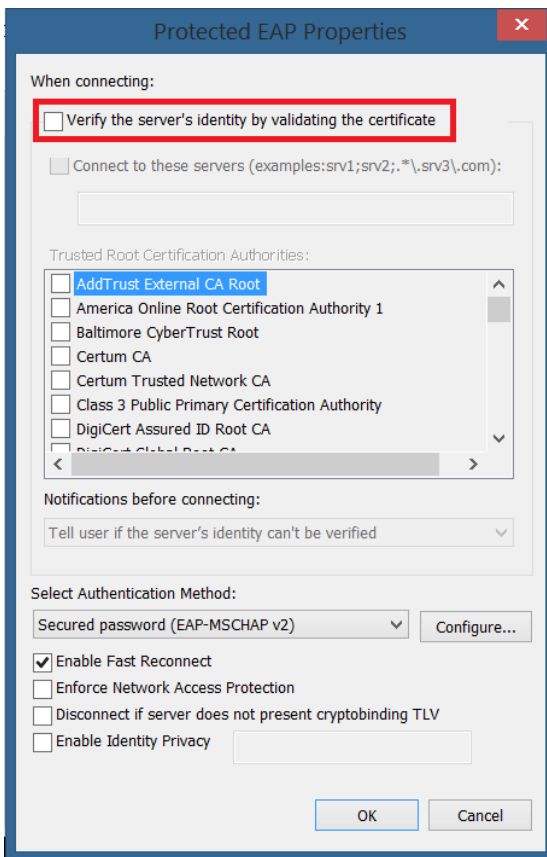 Protected EAP Properties
When connecting:
Verify the server's identity by validating the certificate
Connect to these servers (examples:srv1;srv2;.*\.srv3\.com):
Trusted Root Certification Authorities:
AddTrust External CA Root
America Online Root Certification Authority 1
Baltimore CyberTrust Root
Certum CA
Certum Trusted Network CA
Class 3 Public Primary Certification Authority
DigiCert Assured ID Root CA
DigiCert Global Root CA
Notifications before connecting:
Tell user if the server's identity can't be verified
Select Authentication Method:
Secured password (EAP-MSCHAP v2)
Configure...
Enable Fast Reconnect
Enforce Network Access Protection
Disconnect if server does not present cryptobinding TLV
Enable Identity Privacy
OK Cancel